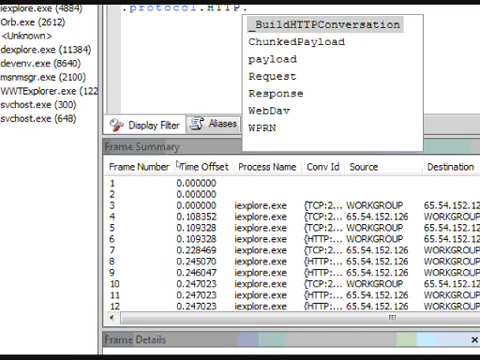 iexplore.exe (4884)
Orb.exe (2612)
<Unknown>
dexplore.exe (11384)
devenv.exe (8640)
msnmsgr.exe (2100)
WWTExplorer.exe (122
svchost.exe (300)
svchost.exe (648)
.protocol.HTTP.
_BuildHTTPConversation
ChunkedPayload
payload
Request
Response
WebDav
WPRN
Display Filter
Aliases
Frame Summary
Frame Number Time Offset Process Name Conv Id Source Destination
1 0.000000
2 0.000000
3 0.000000 iexplore.exe {TCP:2... WORKGROUP 65.54.152.12
4 0.108352 iexplore.exe {TCP:2... 65.54.152.126 WORKGROUP
5 0.109328 iexplore.exe {TCP:2... WORKGROUP 65.54.152.12
6 0.109328 iexplore.exe {HTTP:... WORKGROUP 65.54.152.12
7 0.228469 iexplore.exe {TCP:2... 65.54.152.126 WORKGROUP
8 0.245070 iexplore.exe {HTTP:... 65.54.152.126 WORKGROUP
9 0.246047 iexplore.exe {HTTP:... 65.54.152.126 WORKGROUP
10 0.247023 iexplore.exe {TCP:2... WORKGROUP 65.54.152.12
11 0.247023 iexplore.exe {HTTP:... 65.54.152.126 WORKGROUP
12 0.247023 iexplore.exe {HTTP:... 65.54.152.126 WORKGROUP
Frame Details